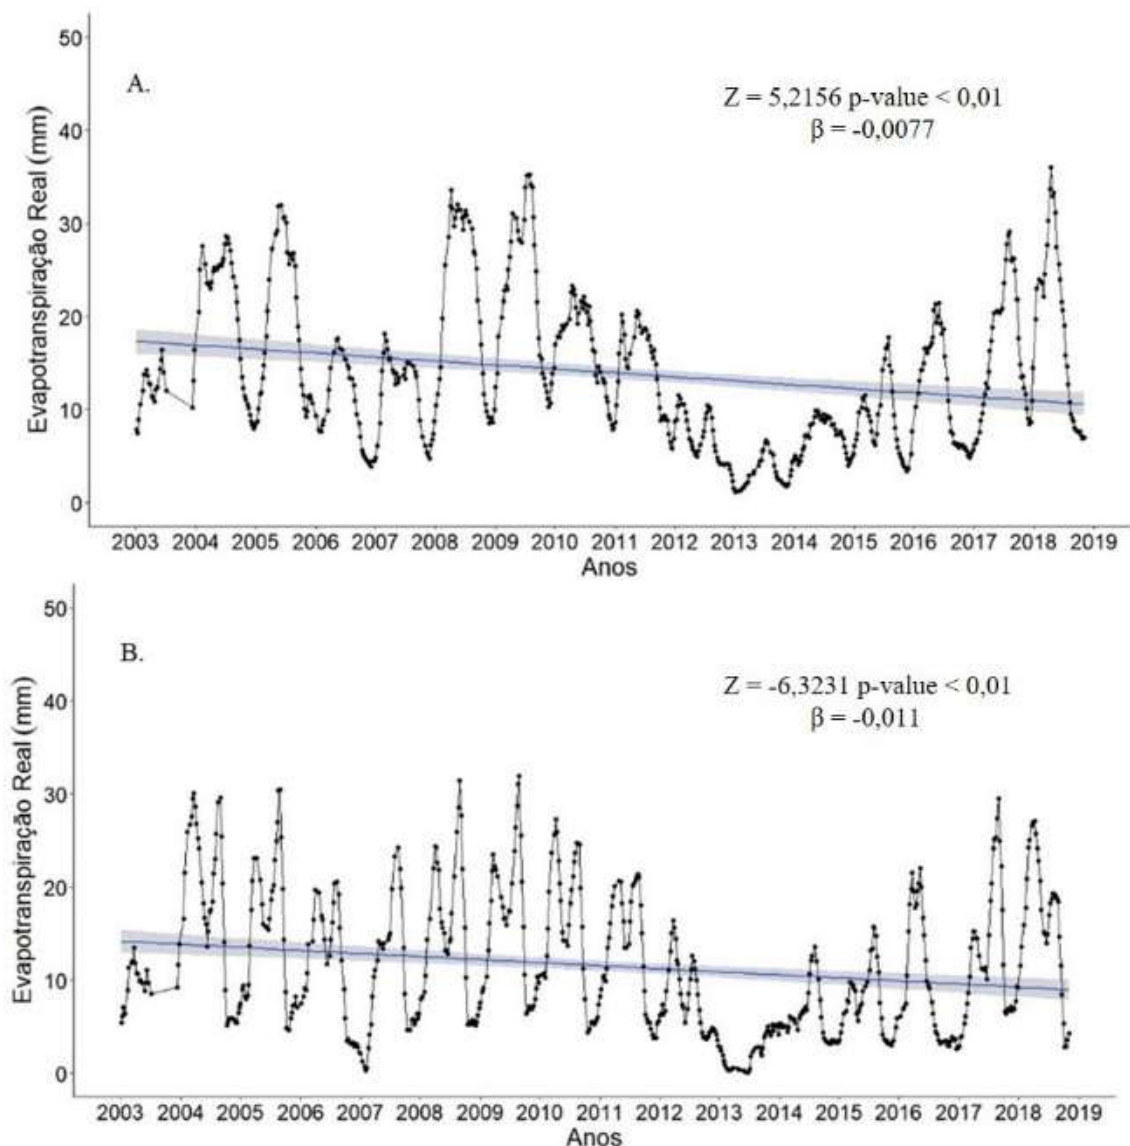 50
A.
Z = 5,2156 p-value < 0,01
β = -0,0077
40
30
20
10
0
Evapotranspiração Real (mm)
2003 2004 2005 2006 2007 2008 2009 2010 2011 2012 2013 2014 2015 2016 2017 2018 2019
Anos
50
B.
Z = -6,3231 p-value < 0,01
β = -0,011
40
30
20
10
0
Evapotranspiração Real (mm)
2003 2004 2005 2006 2007 2008 2009 2010 2011 2012 2013 2014 2015 2016 2017 2018 2019
Anos